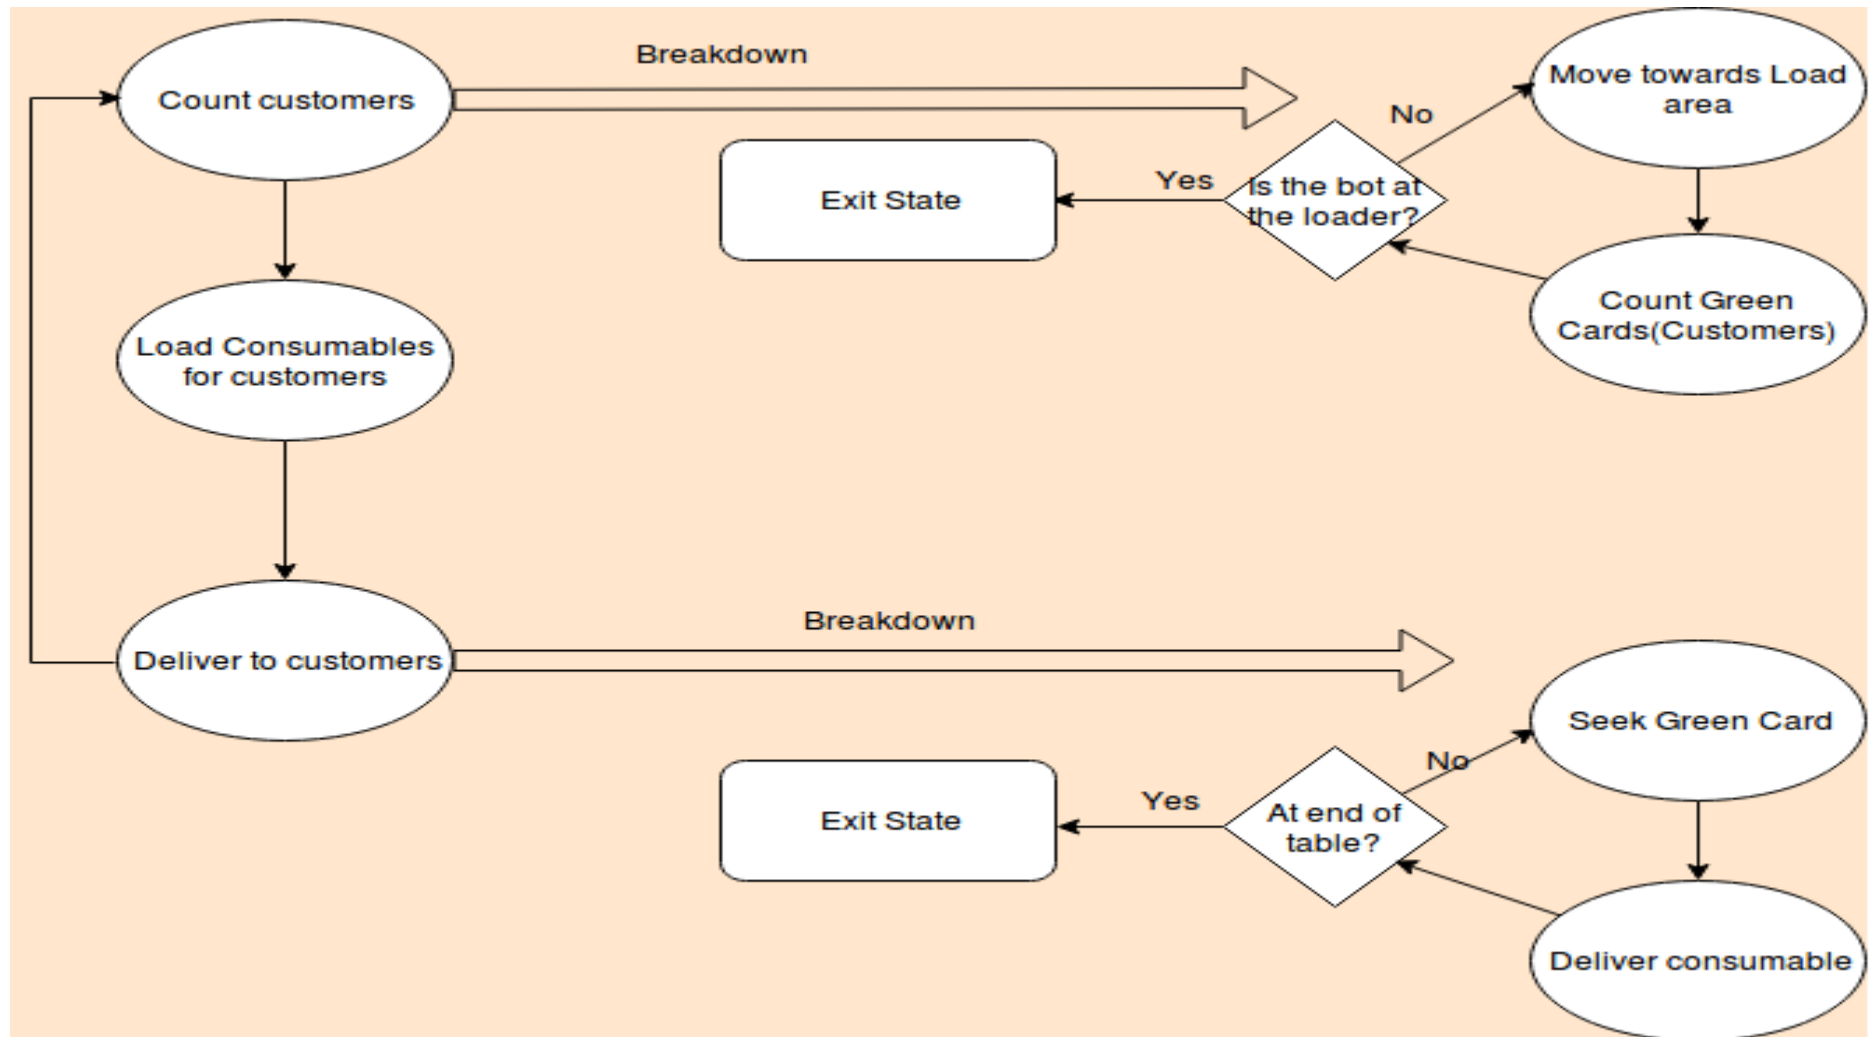 Breakdown
Count customers
Move towards Load
area
No
Yes
Exit State
Is the bot at
the loader?
Count Green
Cards(Customers)
Load Consumables
for customers
Breakdown
Deliver to customers
Seek Green Card
No
Yes
Exit State
At end of
table?
Deliver consumable